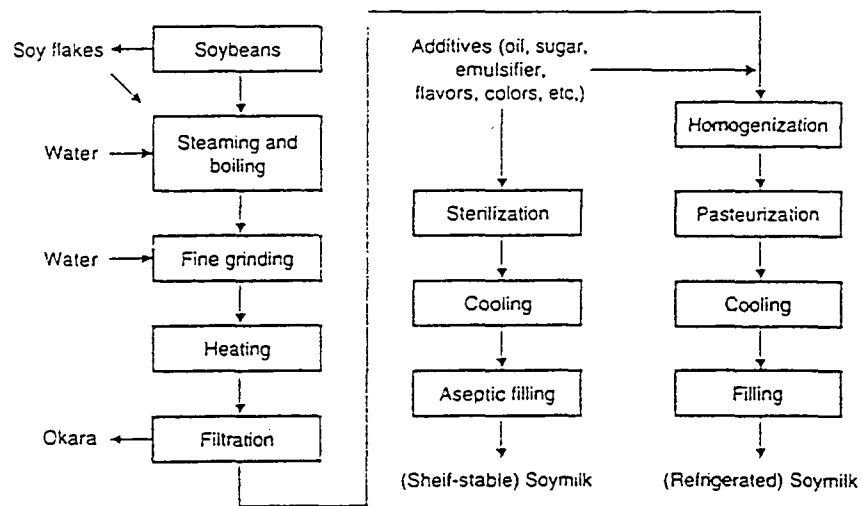 Soy flakes
Soybeans
Water
Steaming and
boiling
Water
Fine grinding
Heating
Okara
Filtration
Additives (oil, sugar,
emulsifier,
flavors, colors, etc.)
Sterilization
Cooling
Aseptic filling
(Shelf-stable) Soymilk
Homogenization
Pasteurization
Cooling
Filling
(Refrigerated) Soymilk